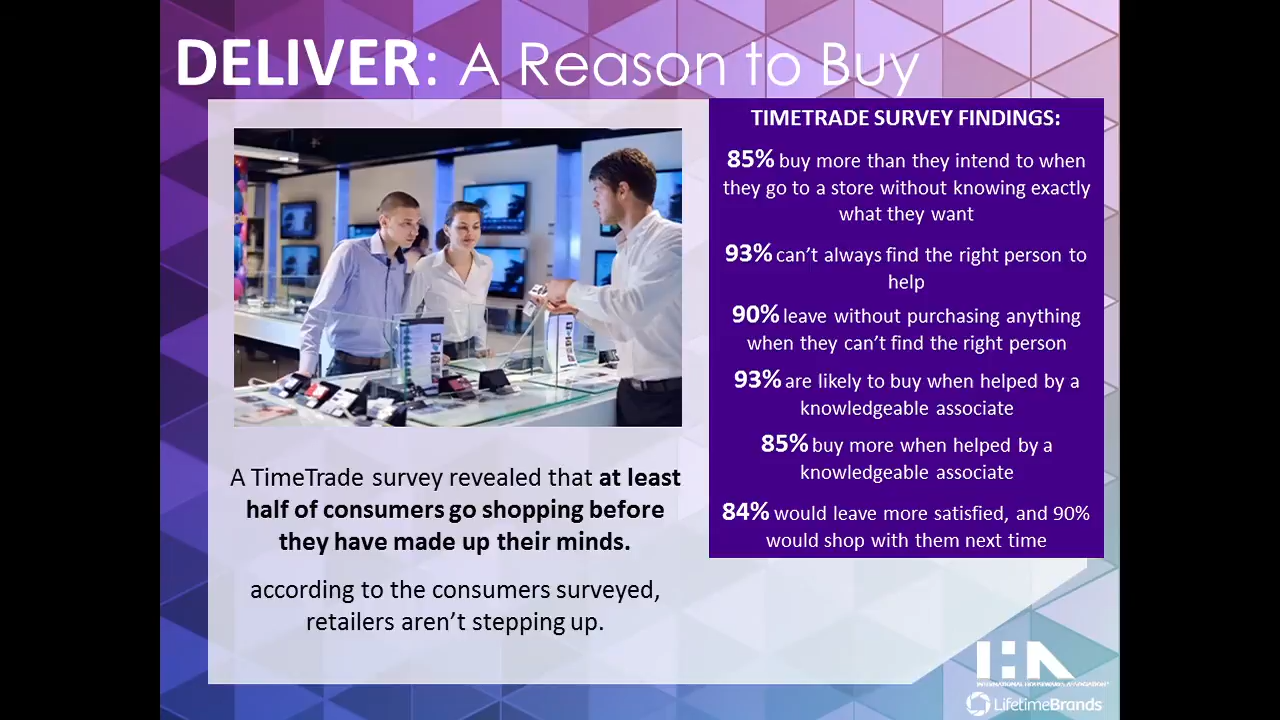 DELIVER: A Reason to Buy
A TimeTrade survey revealed that at least
half of consumers go shopping before
they have made up their minds.
according to the consumers surveyed,
retailers aren't stepping up.
TIMETRADE SURVEY FINDINGS:
85% buy more than they intend to when
they go to a store without knowing exactly
what they want
93% can't always find the right person to
help
90% leave without purchasing anything
when they can't find the right person
93% are likely to buy when helped by a
knowledgeable associate
85% buy more when helped by a
knowledgeable associate
84% would leave more satisfied, and 90%
would shop with them next time
IHA
INTERNATIONAL HOUSEWARES ASSOCIATION
LifetimeBrands